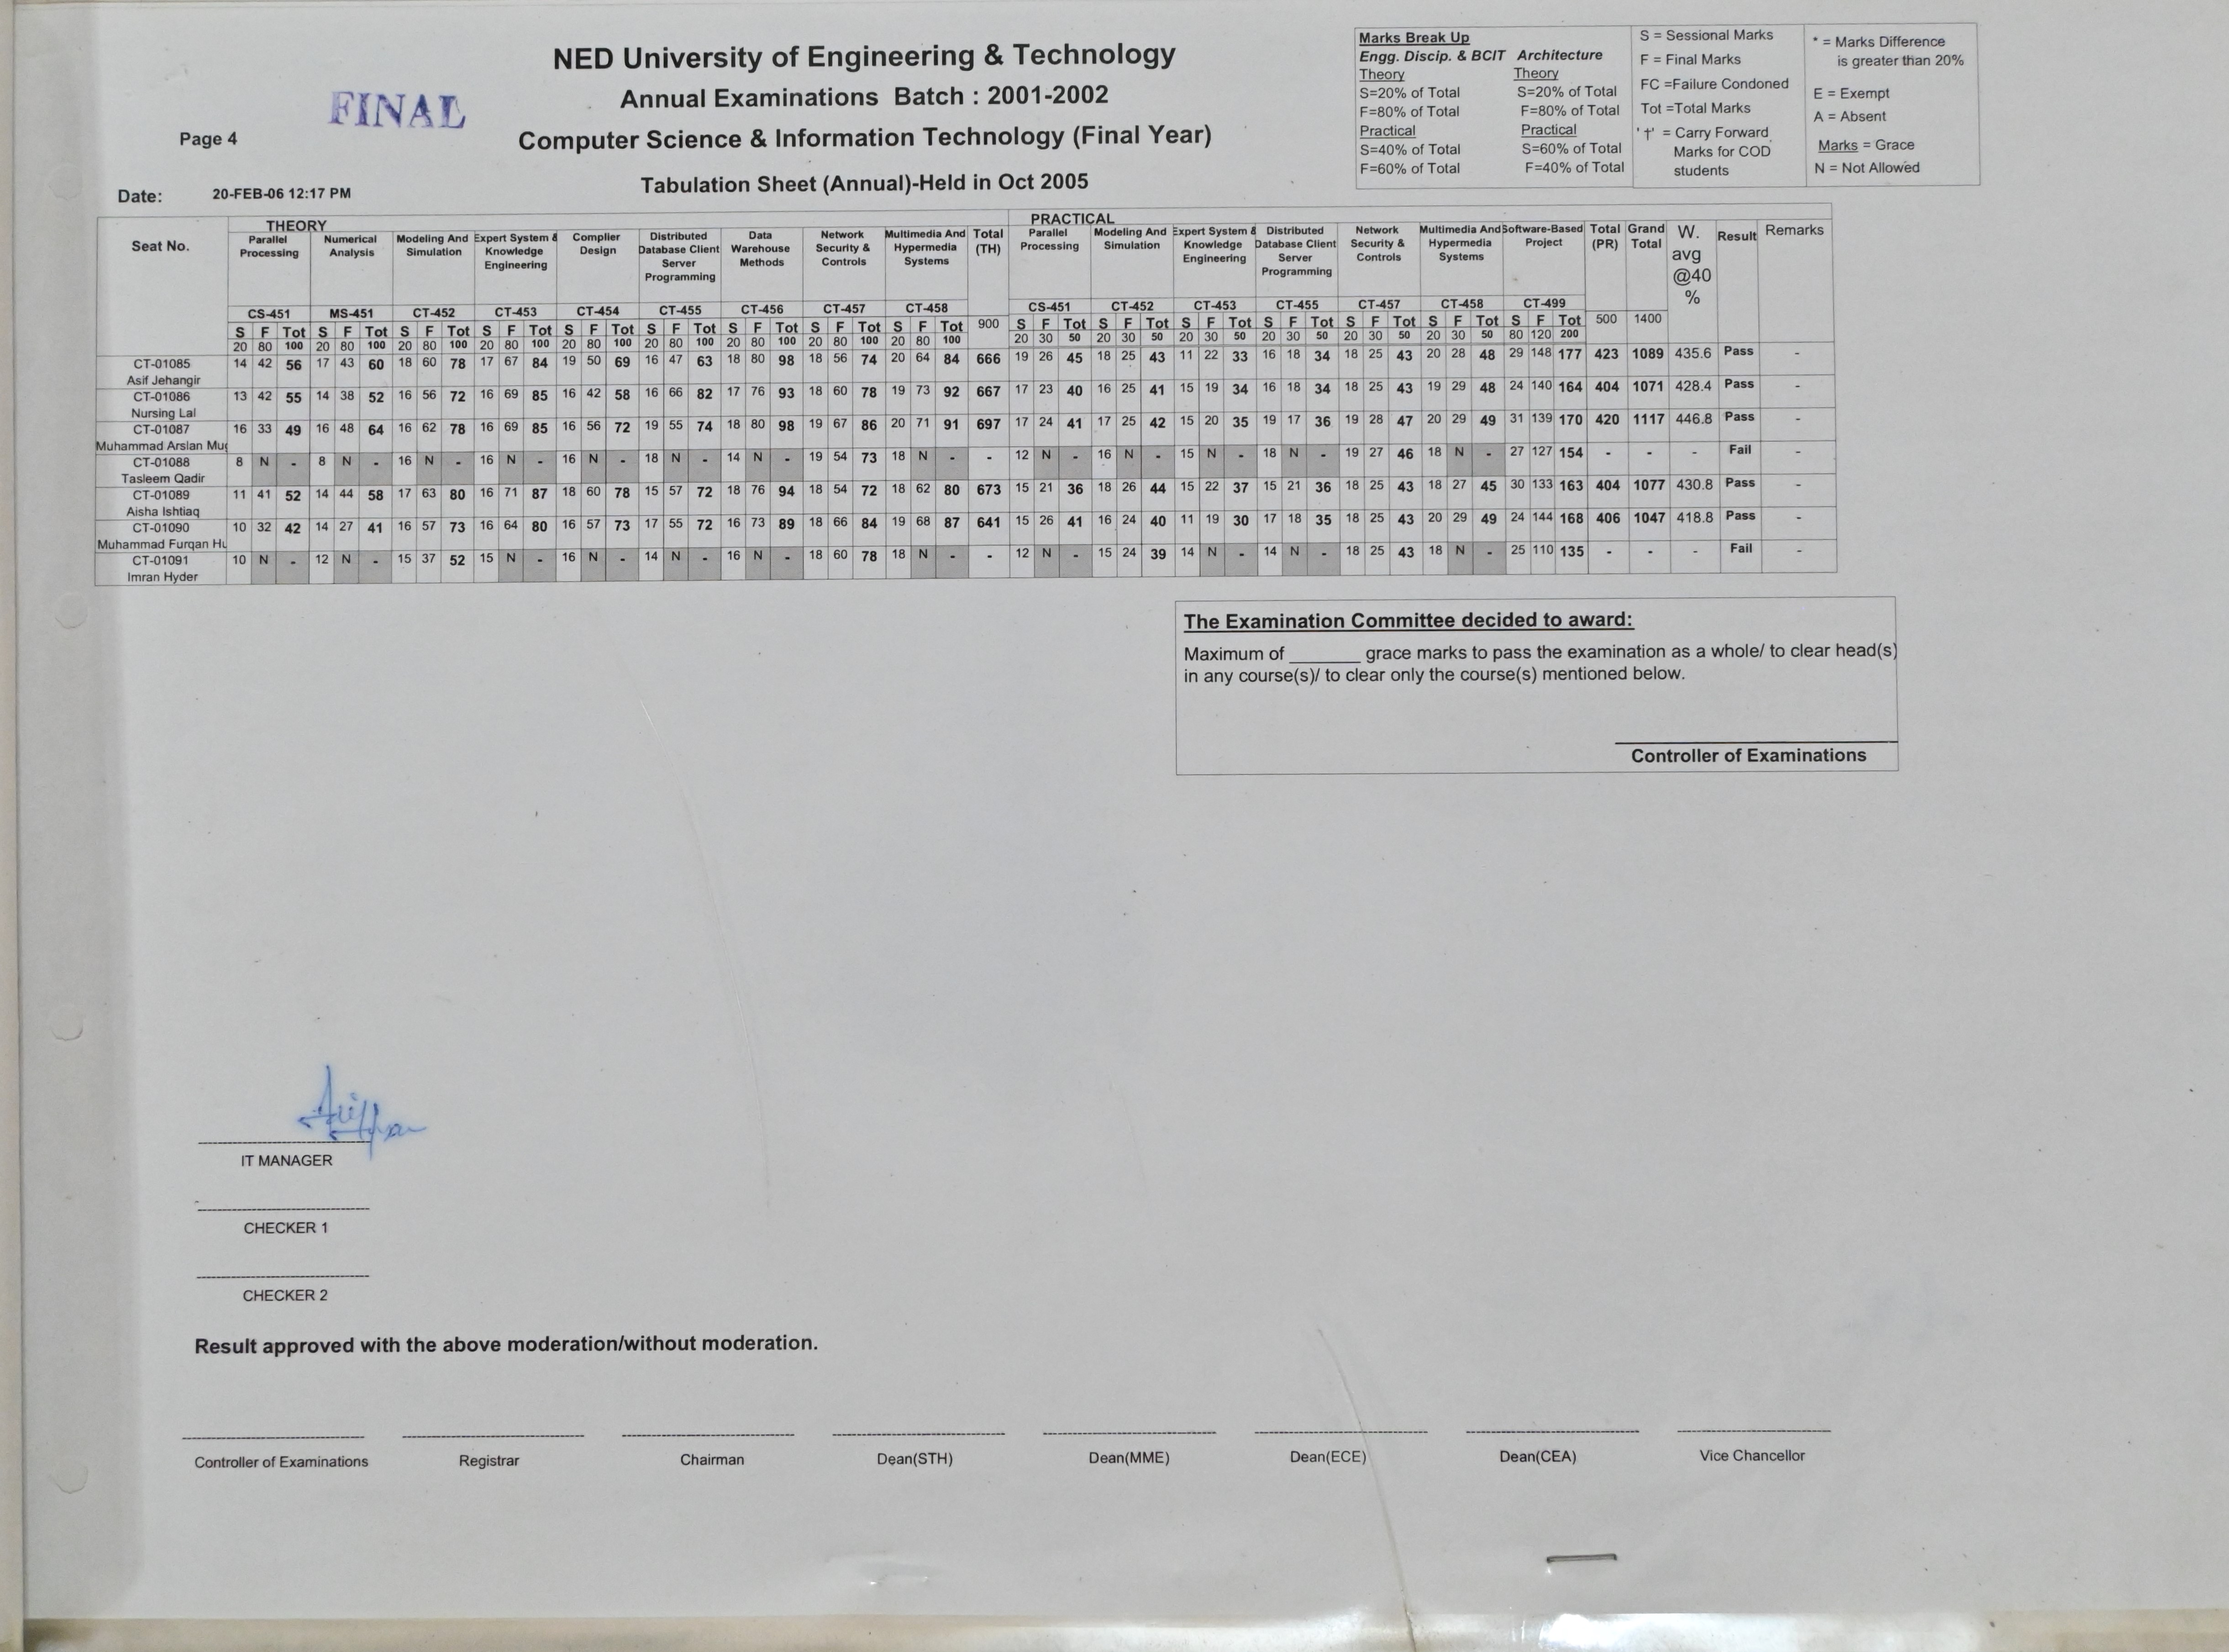 NED University of Engineering & Technology
Annual Examinations Batch : 2001-2002
FINAL
Page 4
Computer Science & Information Technology (Final Year)
Tabulation Sheet (Annual)-Held in Oct 2005
Date: 20-FEB-06 12:17 PM
Marks Break Up
Engg. Discip. & BCIT Architecture
Theory Theory
S=20% of Total S=20% of Total
F=80% of Total F=80% of Total
Practical Practical
S=40% of Total S=60% of Total
F=60% of Total F=40% of Total
S = Sessional Marks
F = Final Marks
FC =Failure Condoned
Tot =Total Marks
'†' = Carry Forward
Marks for COD
students
* = Marks Difference
is greater than 20%
E = Exempt
A = Absent
Marks = Grace
N = Not Allowed
THEORY PRACTICAL
Seat No. Parallel Processing Numerical Analysis Modeling And Simulation Expert System & Knowledge Engineering Complier Design Distributed Database Client Server Programming Data Warehouse Methods Network Security & Controls Multimedia And Hypermedia Systems Total (TH) Parallel Processing Modeling And Simulation Expert System & Knowledge Engineering Distributed Database Client Server Programming Network Security & Controls Multimedia And Hypermedia Systems Software-Based Project Total (PR) Grand Total W. avg @40 % Result Remarks
CS-451 MS-451 CT-452 CT-453 CT-454 CT-455 CT-456 CT-457 CT-458 CS-451 CT-452 CT-453 CT-455 CT-457 CT-458 CT-499
S F Tot S F Tot S F Tot S F Tot S F Tot S F Tot S F Tot S F Tot S F Tot 900 S F Tot S F Tot S F Tot S F Tot S F Tot S F Tot S F Tot 500 1400
20 80 100 20 80 100 20 80 100 20 80 100 20 80 100 20 80 100 20 80 100 20 80 100 20 80 100 20 30 50 20 30 50 20 30 50 20 30 50 20 30 50 20 30 50 80 120 200
CT-01085 14 42 56 17 43 60 18 60 78 17 67 84 19 50 69 16 47 63 18 80 98 18 56 74 20 64 84 666 19 26 45 18 25 43 11 22 33 16 18 34 18 25 43 20 28 48 29 148 177 423 1089 435.6 Pass -
Asif Jehangir
CT-01086 13 42 55 14 38 52 16 56 72 16 69 85 16 42 58 16 66 82 17 76 93 18 60 78 19 73 92 667 17 23 40 16 25 41 15 19 34 16 18 34 18 25 43 19 29 48 24 140 164 404 1071 428.4 Pass -
Nursing Lal
CT-01087 16 33 49 16 48 64 16 62 78 16 69 85 16 56 72 19 55 74 18 80 98 19 67 86 20 71 91 697 17 24 41 17 25 42 15 20 35 19 17 36 19 28 47 20 29 49 31 139 170 420 1117 446.8 Pass -
Muhammad Arslan Mug
CT-01088 8 N - 8 N - 16 N - 16 N - 16 N - 18 N - 14 N - 19 54 73 18 N - - 12 N - 16 N - 15 N - 18 N - 19 27 46 18 N - 27 127 154 - - - Fail -
Tasleem Qadir
CT-01089 11 41 52 14 44 58 17 63 80 16 71 87 18 60 78 15 57 72 18 76 94 18 54 72 18 62 80 673 15 21 36 18 26 44 15 22 37 15 21 36 18 25 43 18 27 45 30 133 163 404 1077 430.8 Pass -
Aisha Ishtiaq
CT-01090 10 32 42 14 27 41 16 57 73 16 64 80 16 57 73 17 55 72 16 73 89 18 66 84 19 68 87 641 15 26 41 16 24 40 11 19 30 17 18 35 18 25 43 20 29 49 24 144 168 406 1047 418.8 Pass -
Muhammad Furqan Hu
CT-01091 10 N - 12 N - 15 37 52 15 N - 16 N - 14 N - 16 N - 18 60 78 18 N - - 12 N - 15 24 39 14 N - 14 N - 18 25 43 18 N - 25 110 135 - - - Fail -
Imran Hyder
The Examination Committee decided to award:
Maximum of _______ grace marks to pass the examination as a whole/ to clear head(s)
in any course(s)/ to clear only the course(s) mentioned below.
Controller of Examinations
IT MANAGER
CHECKER 1
CHECKER 2
Result approved with the above moderation/without moderation.
Controller of Examinations Registrar Chairman Dean(STH) Dean(MME) Dean(ECE) Dean(CEA) Vice Chancellor